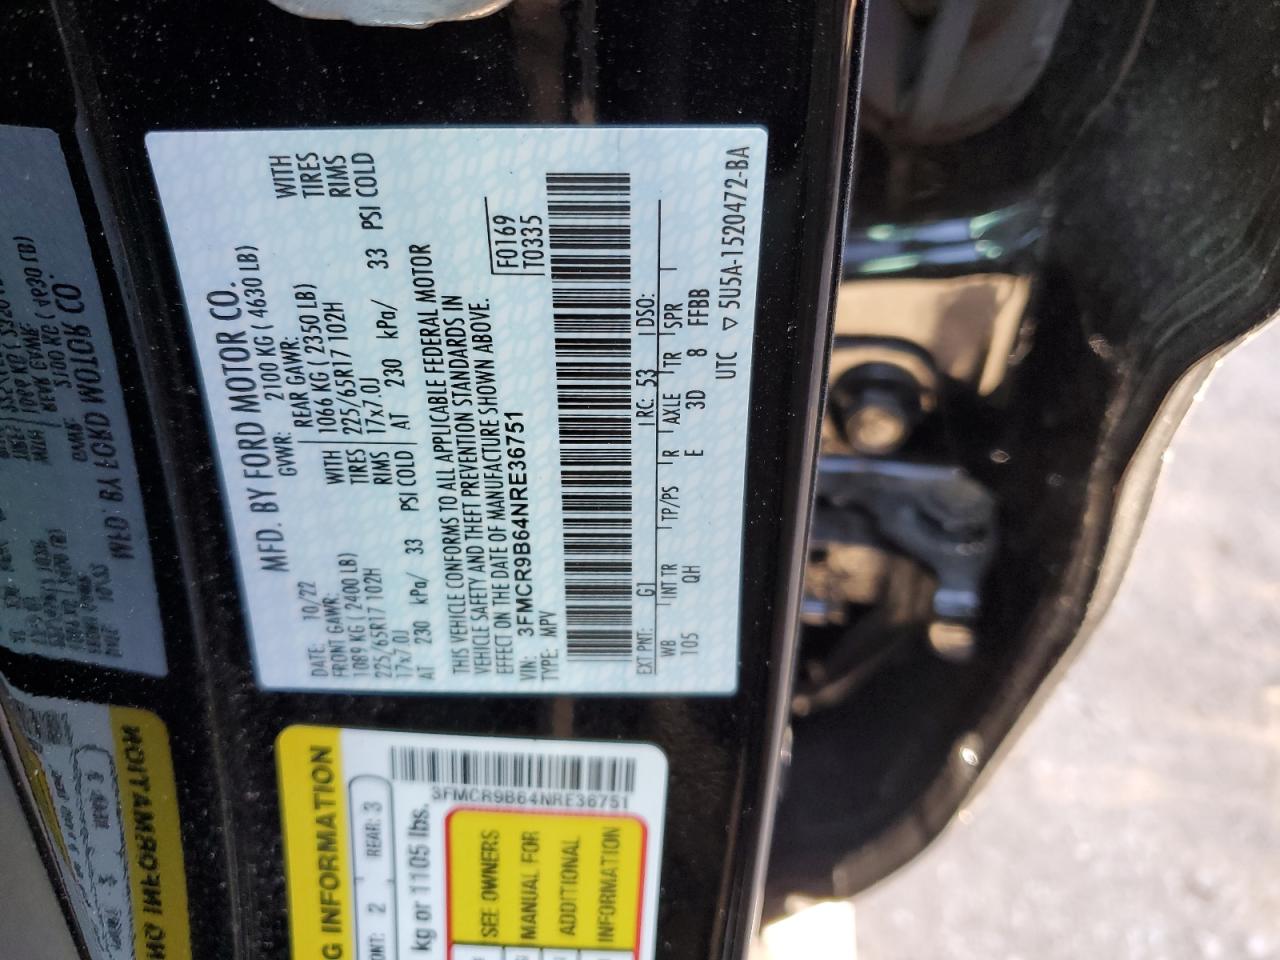 MFD. BY FORD MOTOR CO.
DATE: 10/22 GVWR: 2100 KG ( 4630 LB)
FRONT GAWR: REAR GAWR:
1089 KG ( 2400 LB) WITH 1066 KG ( 2350 LB) WITH
225/65R17 102H TIRES 225/65R17 102H TIRES
17x7.0J RIMS 17x7.0J RIMS
AT 230 kPa/ 33 PSI COLD AT 230 kPa/ 33 PSI COLD
THIS VEHICLE CONFORMS TO ALL APPLICABLE FEDERAL MOTOR
VEHICLE SAFETY AND THEFT PREVENTION STANDARDS IN
EFFECT ON THE DATE OF MANUFACTURE SHOWN ABOVE.
VIN: 3FMCR9B64NRE36751 F0169
TYPE: MPV T0335
EXT PNT: G1 RC: 53 DSO:
WB INT TR TP/PS R AXLE TR SPR
105 QH E 3D 8 FFBB
UTC ▽ 5U5A-1520472-BA
G INFORMATION
ONT: 2 REAR: 3
kg or 1105 lbs.
3FMCR9B64NRE36751
SEE OWNERS
MANUAL FOR
ADDITIONAL
INFORMATION